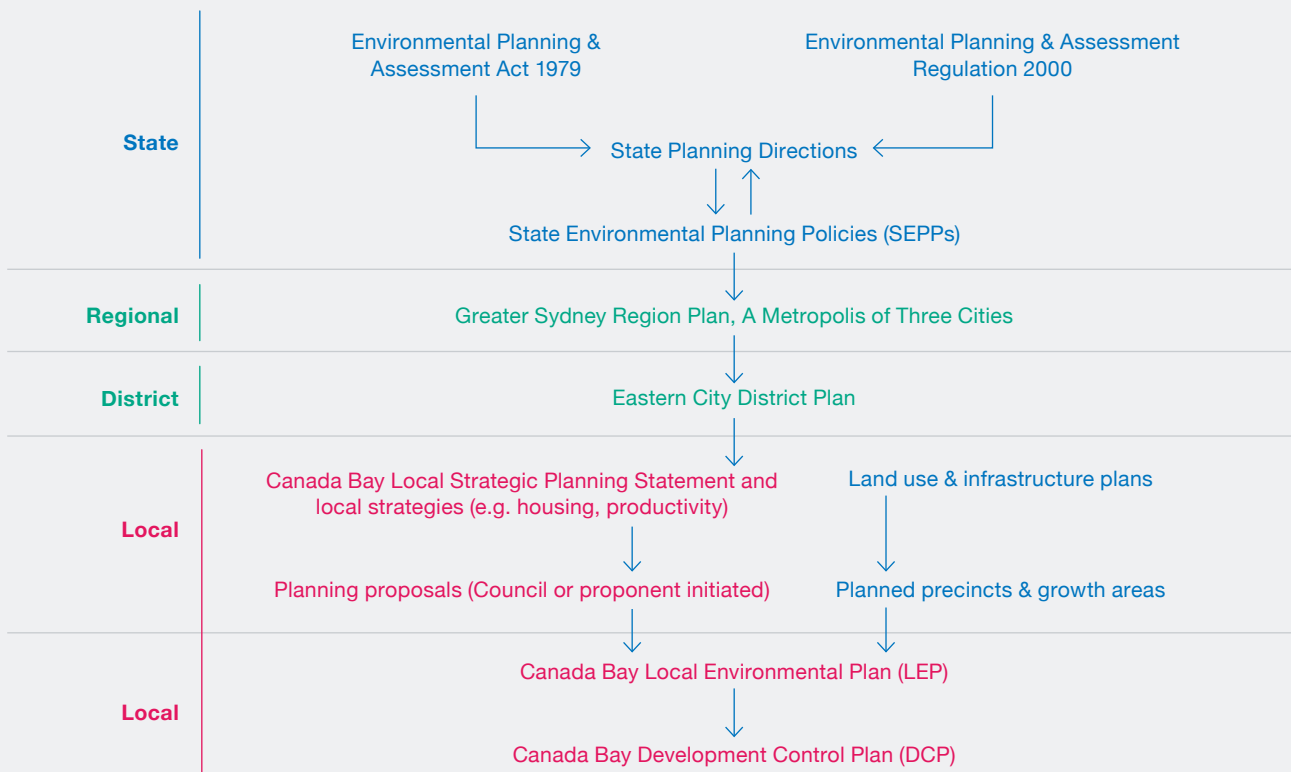 Environmental Planning &
Assessment Act 1979
Environmental Planning & Assessment
Regulation 2000
State
State Planning Directions
State Environmental Planning Policies (SEPPs)
Regional
Greater Sydney Region Plan, A Metropolis of Three Cities
District
Eastern City District Plan
Local
Canada Bay Local Strategic Planning Statement and
local strategies (e.g. housing, productivity)
Land use & infrastructure plans
Planning proposals (Council or proponent initiated)
Planned precincts & growth areas
Local
Canada Bay Local Environmental Plan (LEP)
Canada Bay Development Control Plan (DCP)